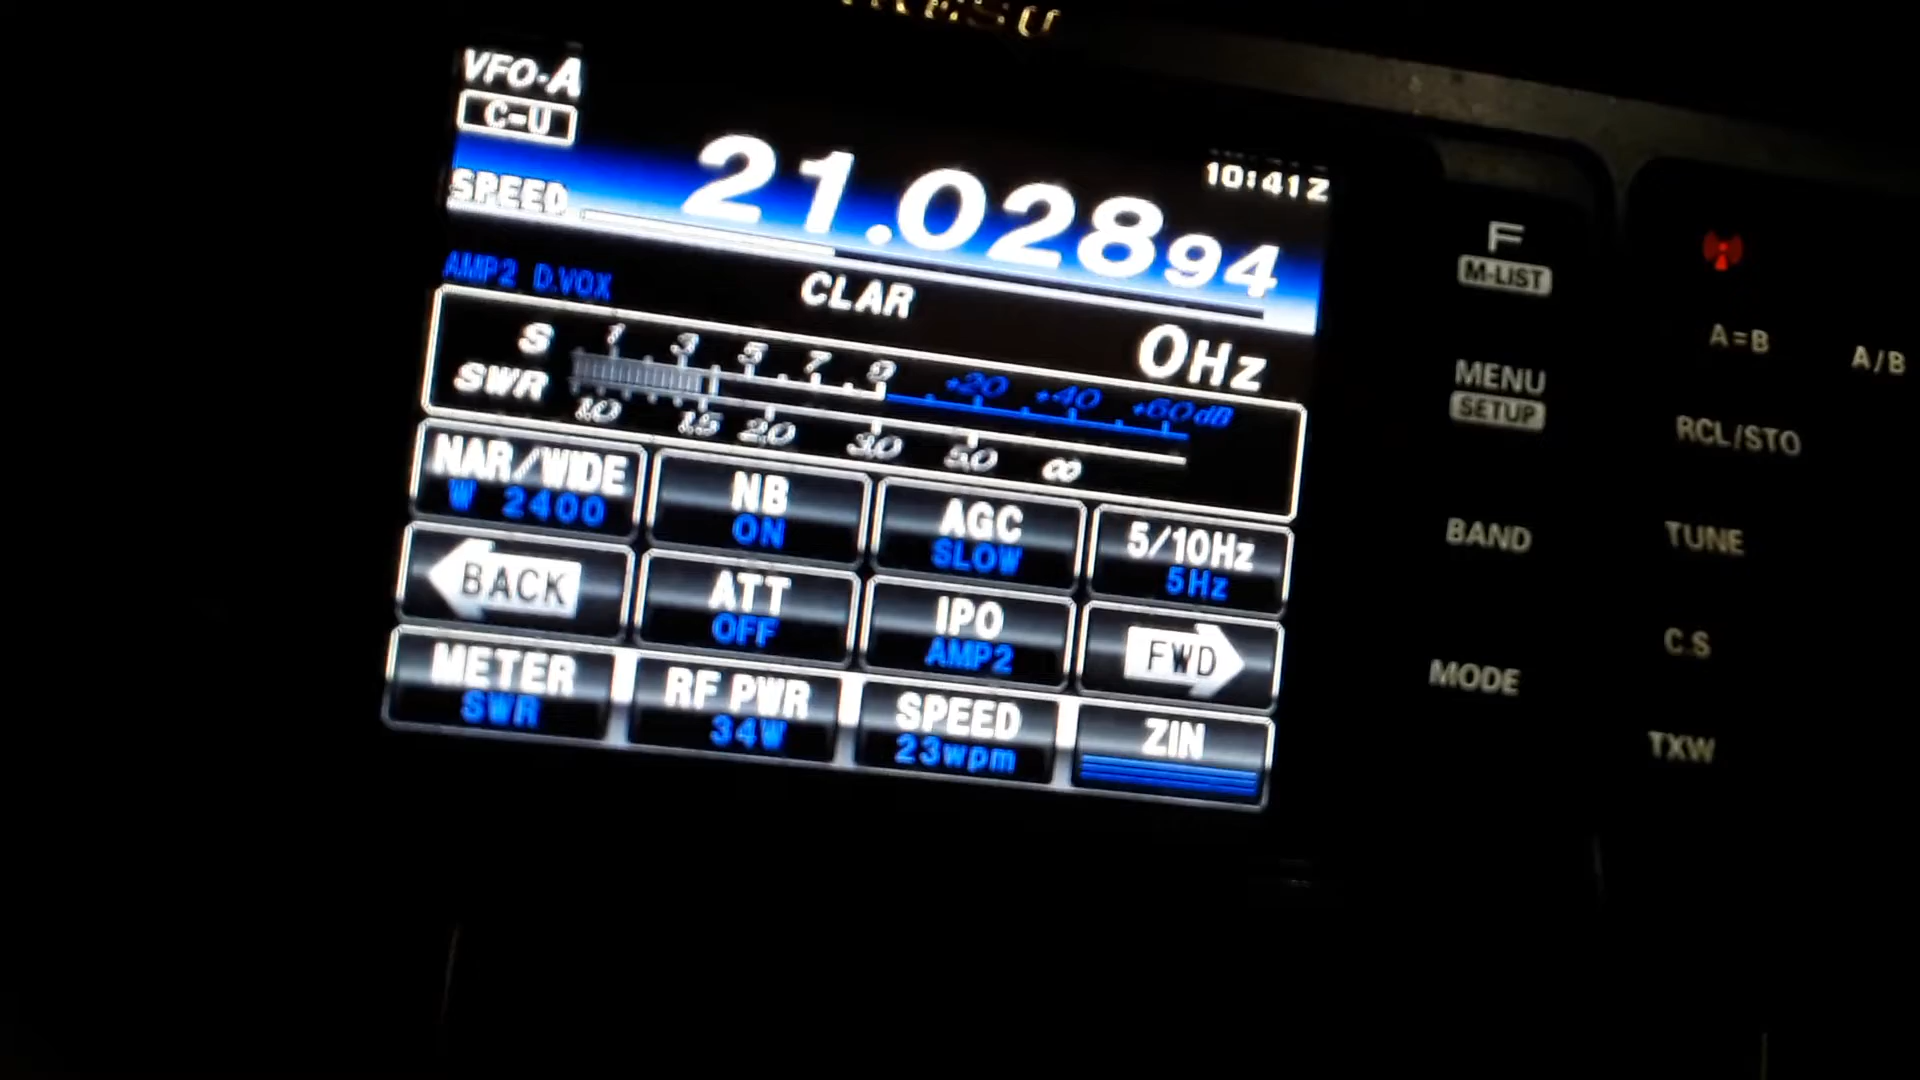 VFO-A
C-U
21.02894
10:41Z
SPEED
AMP2 D.VOX
CLAR
0Hz
S 1 3 5 7 9 +20 +40 +60dB
SWR 1.0 1.5 2.0 3.0 5.0 ∞
NAR/WIDE NB AGC 5/10Hz
W 2400 ON SLOW 5Hz
BACK ATT IPO FWD
OFF AMP2
METER RF PWR SPEED ZIN
SWR 34W 23wpm
F
M-LIST
MENU
SETUP
BAND
MODE
A=B A/B
RCL/STO
TUNE
C.S
TXW